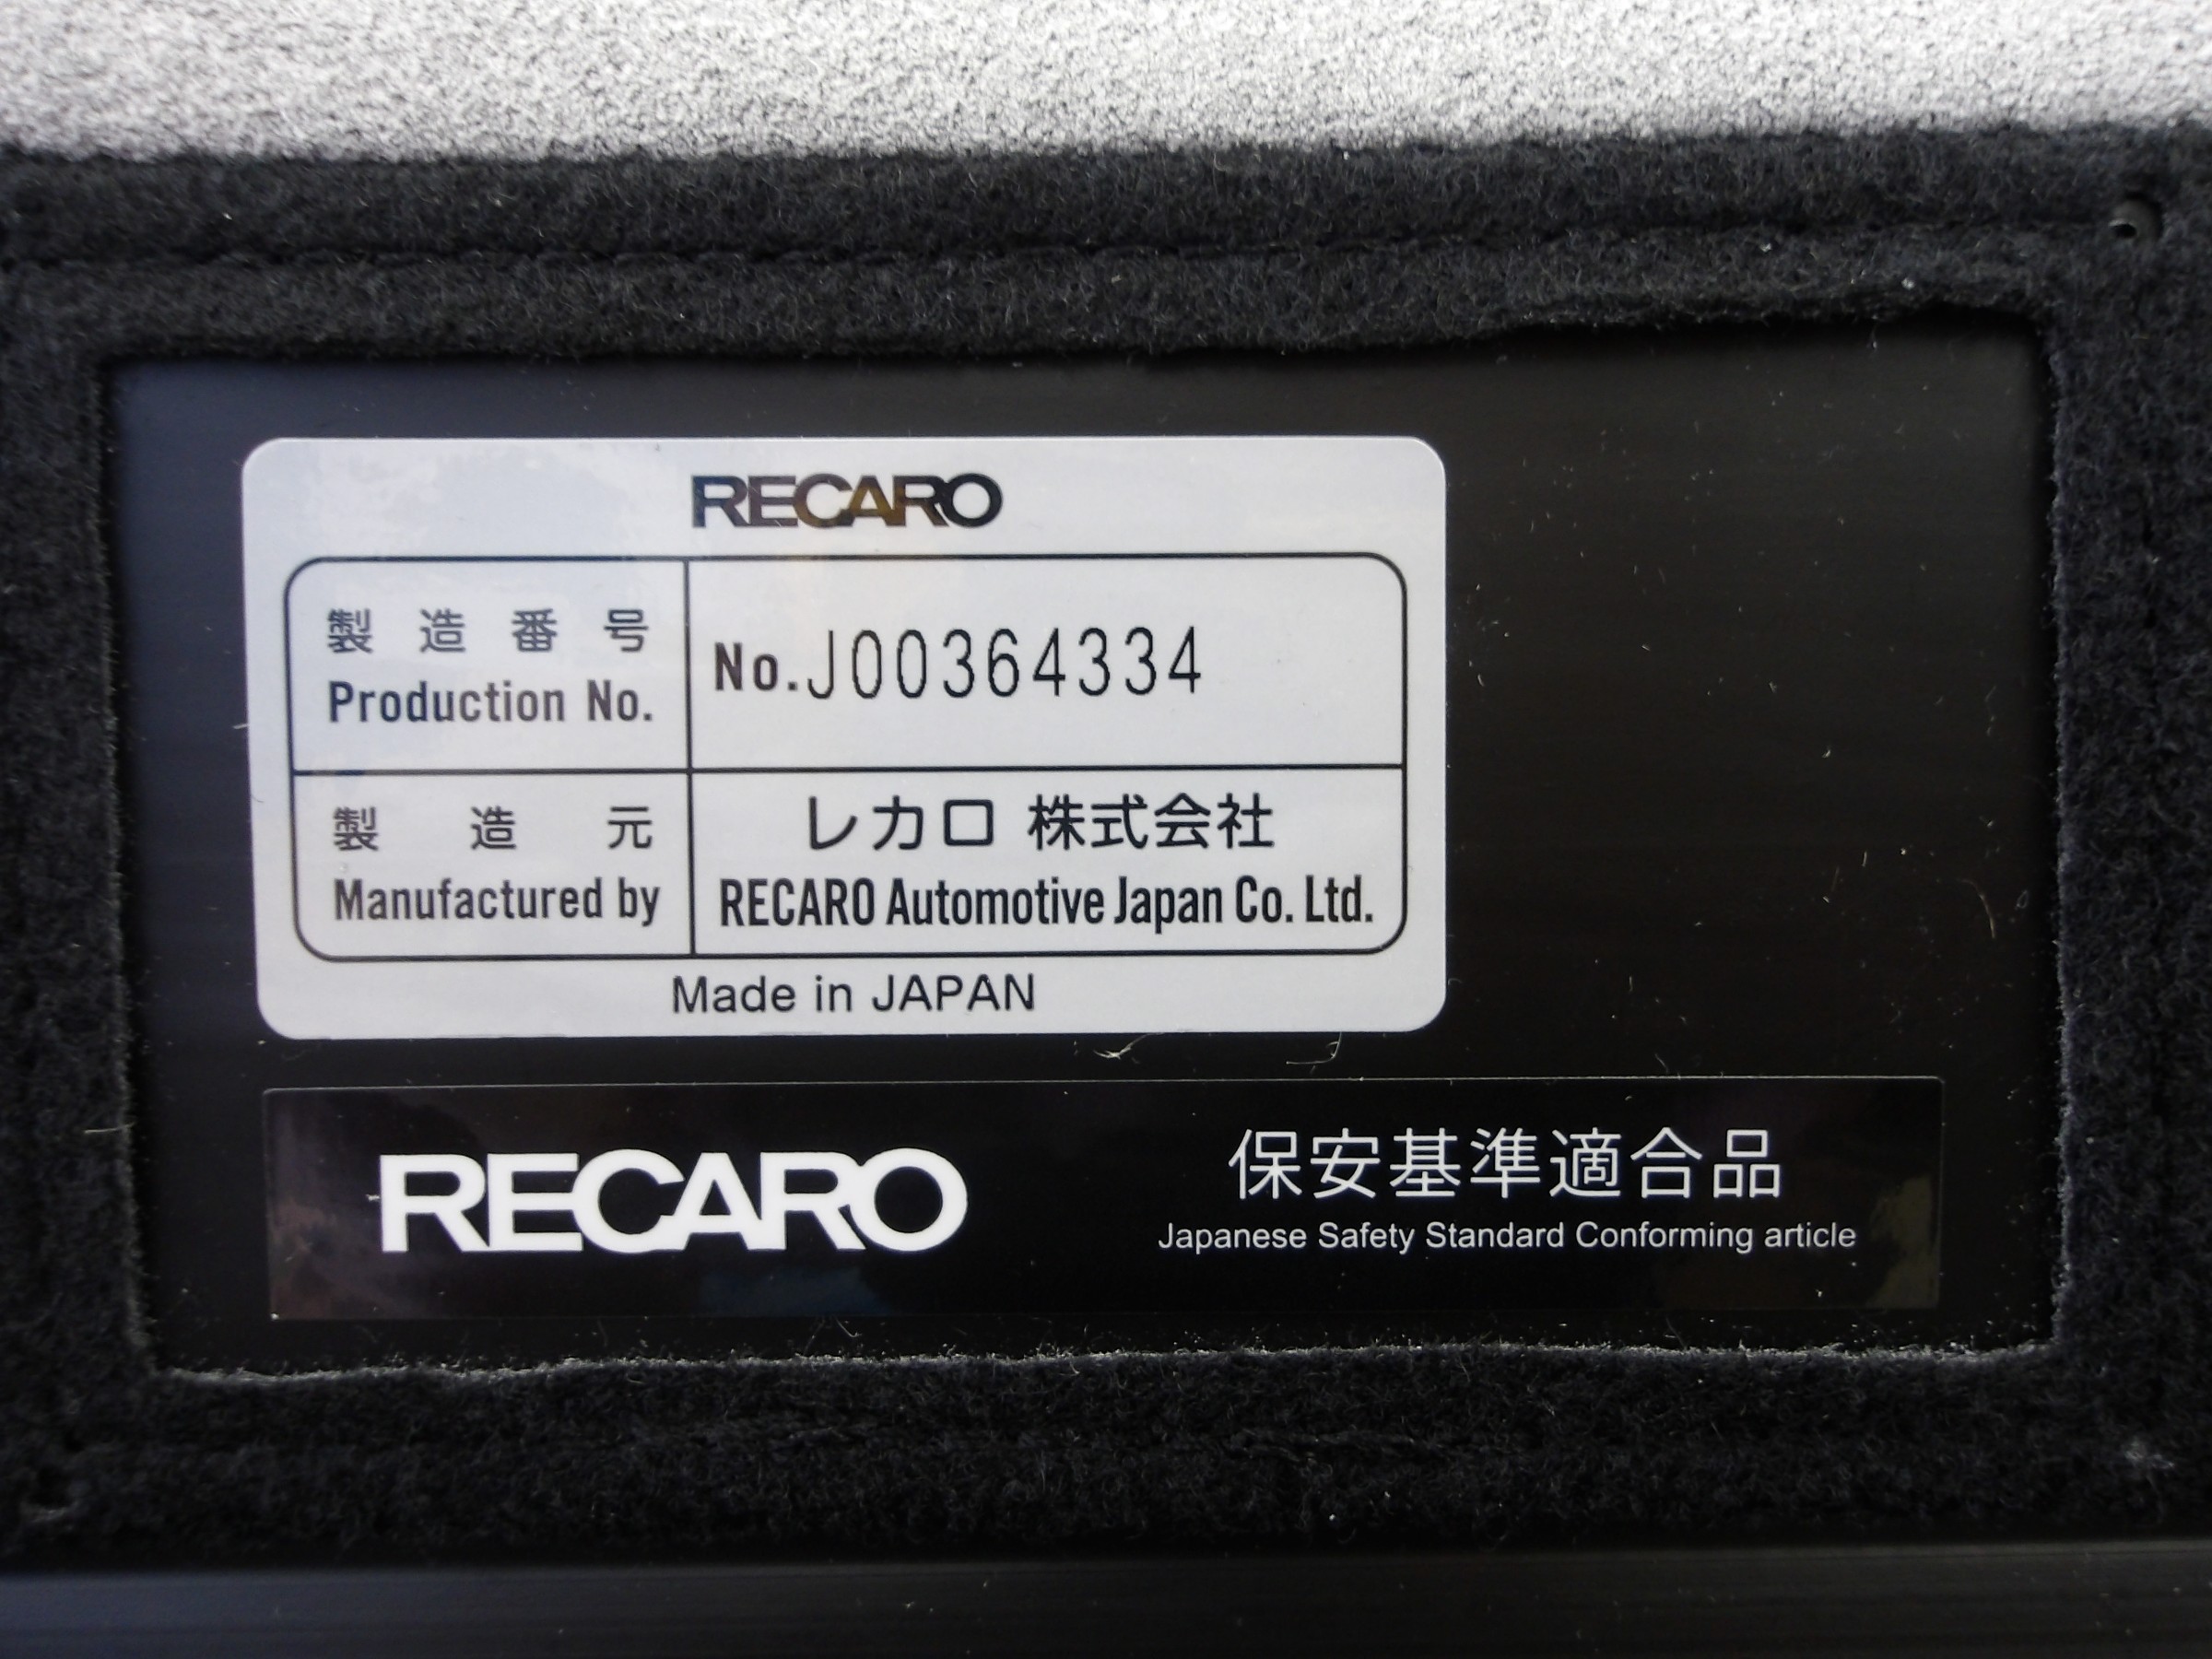 RECARO
製造番号
Production No.
No.J00364334
製造元
Manufactured by
レカロ 株式会社
RECARO Automotive Japan Co. Ltd.
Made in JAPAN
RECARO
保安基準適合品
Japanese Safety Standard Conforming article